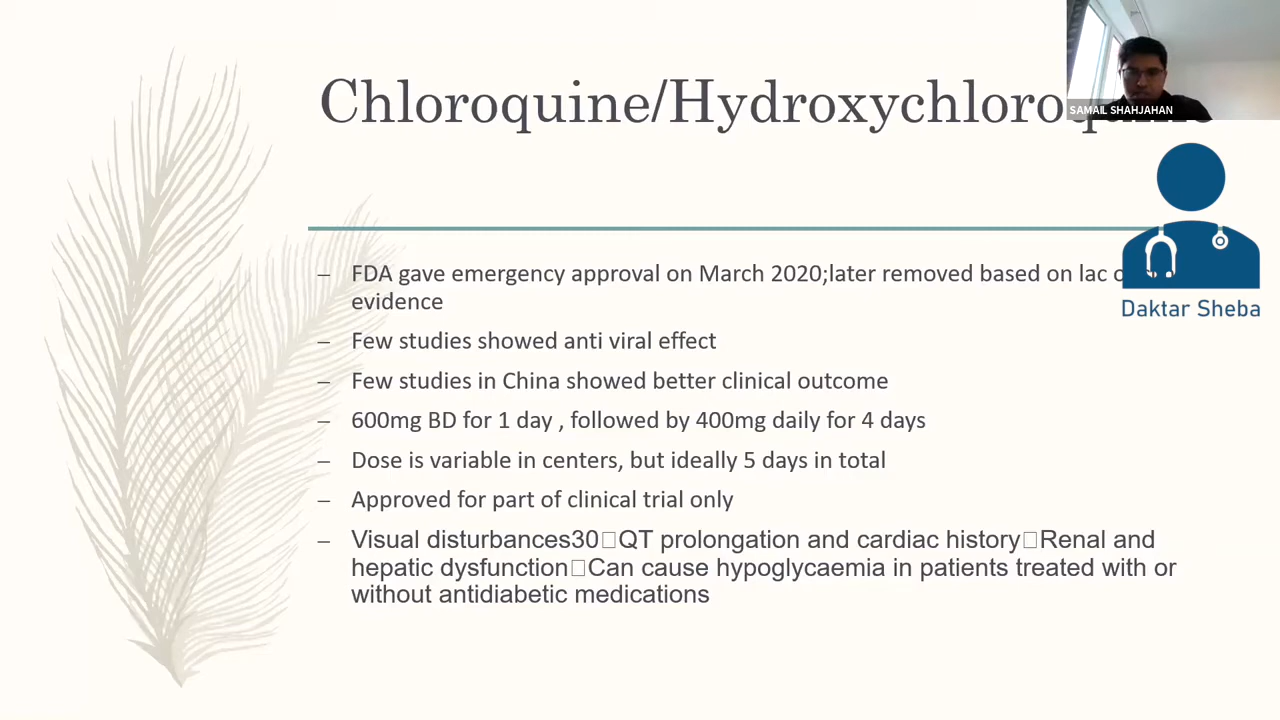 Chloroquine/Hydroxychloroquine
SAMAIL SHAHJAHAN
– FDA gave emergency approval on March 2020;later removed based on lac
evidence
– Few studies showed anti viral effect
– Few studies in China showed better clinical outcome
– 600mg BD for 1 day , followed by 400mg daily for 4 days
– Dose is variable in centers, but ideally 5 days in total
– Approved for part of clinical trial only
– Visual disturbances30□QT prolongation and cardiac history□Renal and
hepatic dysfunction□Can cause hypoglycaemia in patients treated with or
without antidiabetic medications
Daktar Sheba